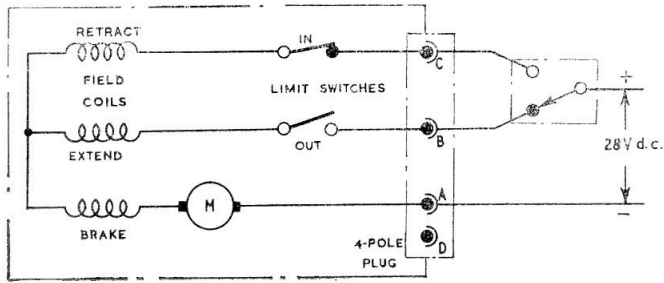 RETRACT
IN
C
FIELD
COILS
LIMIT SWITCHES
+
28V d.c.
EXTEND
OUT
B
M
A
−
BRAKE
4-POLE
PLUG
D